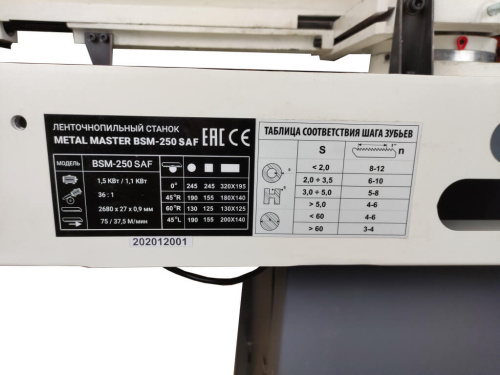 ЛЕНТОЧНОПИЛЬНЫЙ СТАНОК
METAL MASTER BSM-250 SAF EAC CE
МОДЕЛЬ BSM-250 SAF
1,5 КВт / 1,1 КВт 0° 245 245 320X195
36 : 1 45°R 190 155 180X140
2680 x 27 x 0,9 мм 60°R 130 125 130X125
75 / 37,5 М/мин 45°L 190 155 200X140
202012001
ТАБЛИЦА СООТВЕТСТВИЯ ШАГА ЗУБЬЕВ
S n
< 2,0 8-12
2,0 ÷ 3,5 6-10
3,0 ÷ 5,0 5-8
> 5,0 4-6
< 60 4-6
> 60 3-4